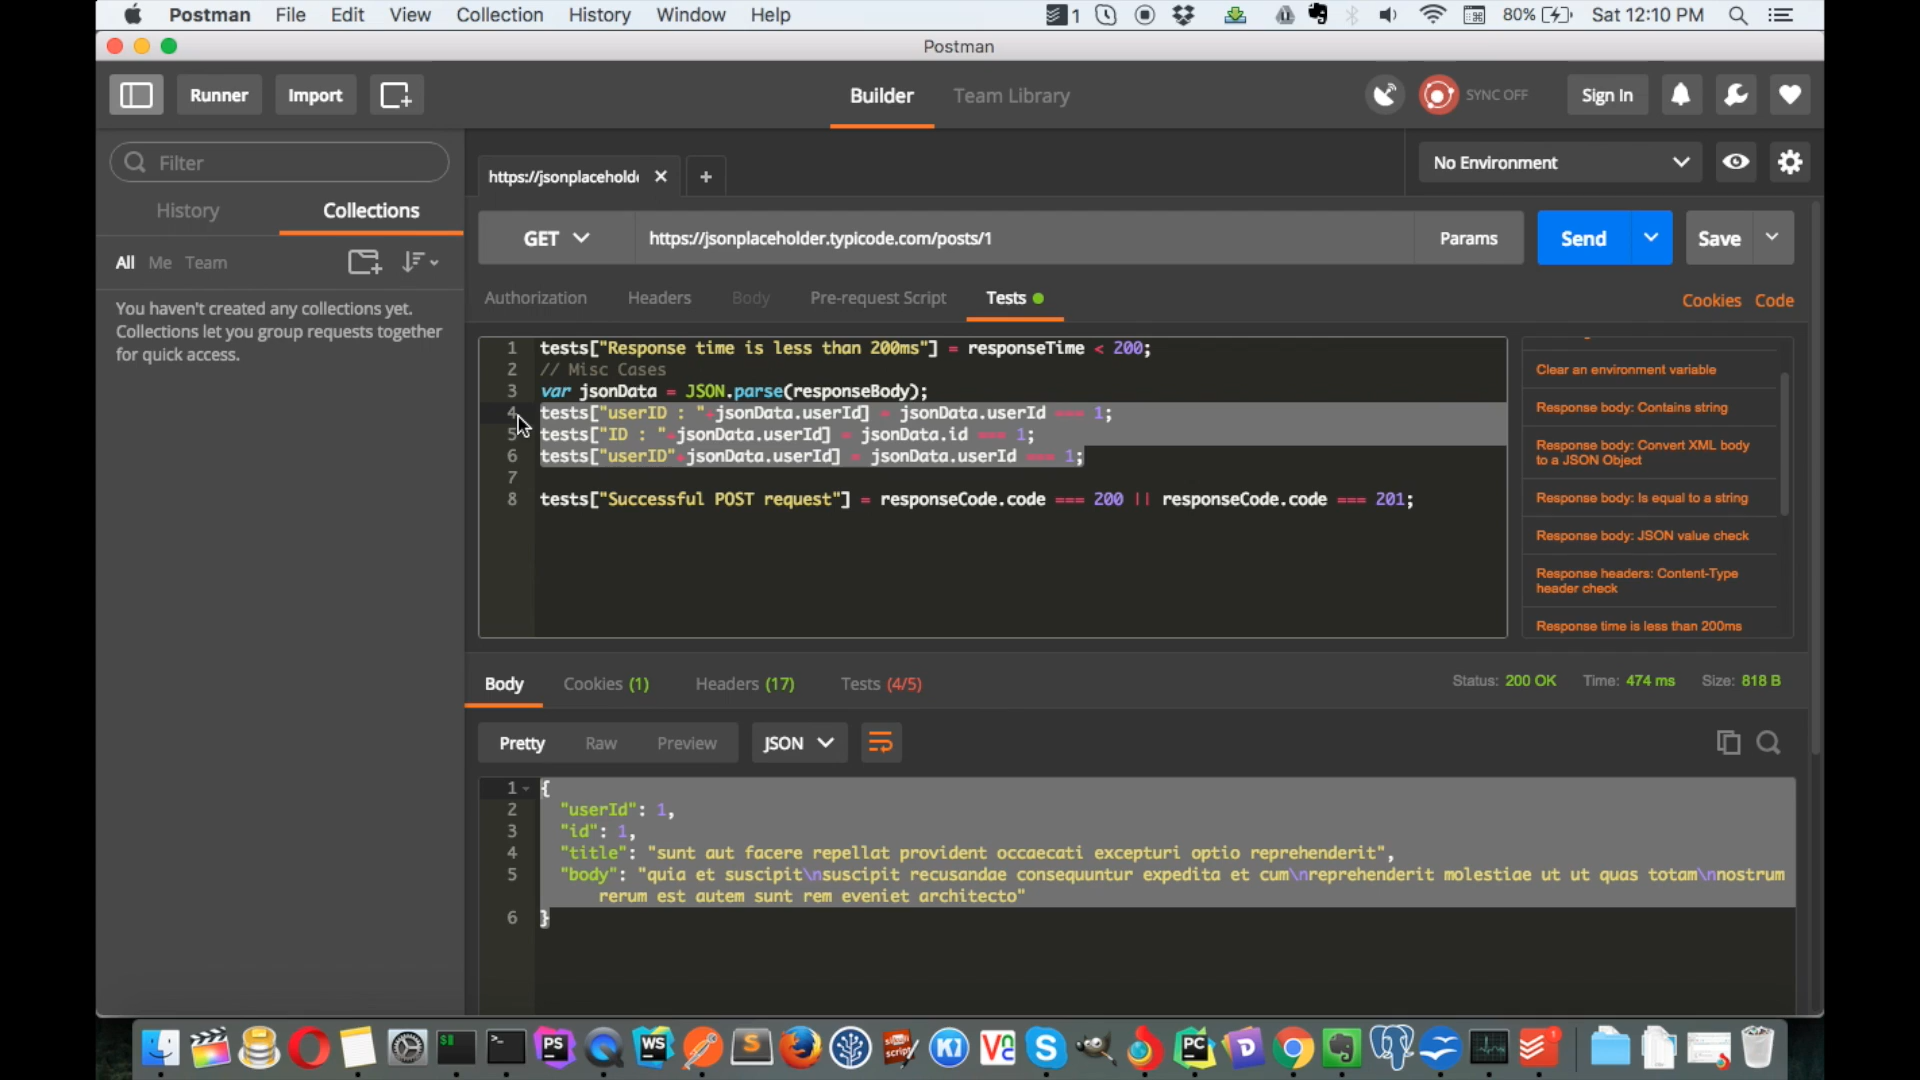 Postman File Edit View Collection History Window Help 1 80% Sat 12:10 PM
Postman
Runner Import Builder Team Library SYNC OFF Sign In
Filter
https://jsonplaceholde No Environment
History Collections
GET https://jsonplaceholder.typicode.com/posts/1 Params Send Save
All Me Team
Authorization Headers Body Pre-request Script Tests Cookies Code
You haven't created any collections yet.
Collections let you group requests together
for quick access.
1 tests["Response time is less than 200ms"] = responseTime < 200;
2 // Misc Cases
3 var jsonData = JSON.parse(responseBody);
4 tests["userID : "+jsonData.userId] = jsonData.userId === 1;
5 tests["ID : "+jsonData.userId] = jsonData.id === 1;
6 tests["userID"+jsonData.userId] = jsonData.userId === 1;
7
8 tests["Successful POST request"] = responseCode.code === 200 || responseCode.code === 201;
Clear an environment variable
Response body: Contains string
Response body: Convert XML body
to a JSON Object
Response body: Is equal to a string
Response body: JSON value check
Response headers: Content-Type
header check
Response time is less than 200ms
Body Cookies (1) Headers (17) Tests (4/5) Status: 200 OK Time: 474 ms Size: 818 B
Pretty Raw Preview JSON
1 {
2 "userId": 1,
3 "id": 1,
4 "title": "sunt aut facere repellat provident occaecati excepturi optio reprehenderit",
5 "body": "quia et suscipit\nsuscipit recusandae consequuntur expedita et cum\nreprehenderit molestiae ut ut quas totam\nnostrum
rerum est autem sunt rem eveniet architecto"
6 }
PS WS S script K1 PC D 1